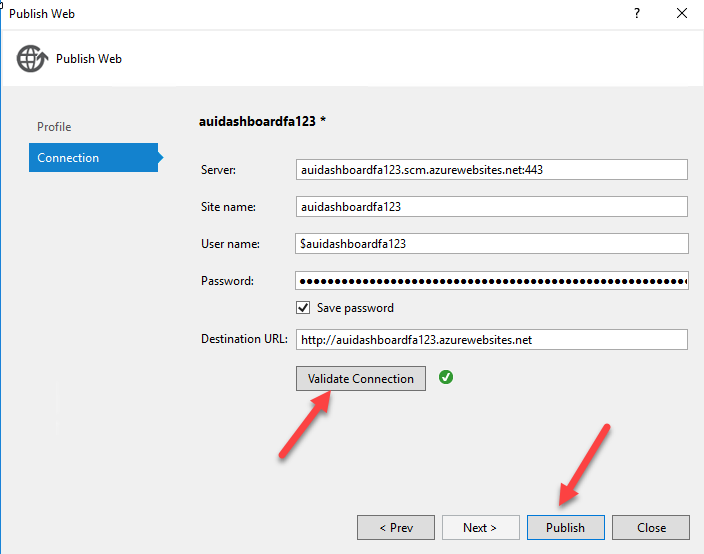 Publish Web
?
Publish Web
Profile
Connection
auidashboardfa123 *
Server: auidashboardfa123.scm.azurewebsites.net:443
Site name: auidashboardfa123
User name: $auidashboardfa123
Password:
Save password
Destination URL: http://auidashboardfa123.azurewebsites.net
Validate Connection
< Prev Next > Publish Close